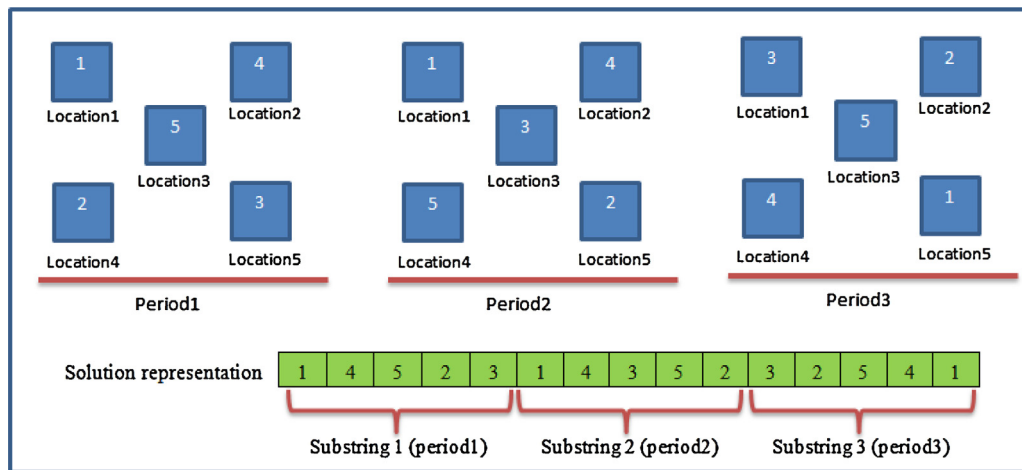 1
4
Location1
Location2
5
Location3
2
3
Location4
Location5
Period1
1
4
Location1
Location2
3
Location3
5
2
Location4
Location5
Period2
3
2
Location1
Location2
5
Location3
4
1
Location4
Location5
Period3
Solution representation 1 4 5 2 3 1 4 3 5 2 3 2 5 4 1
Substring 1 (period1) Substring 2 (period2) Substring 3 (period3)